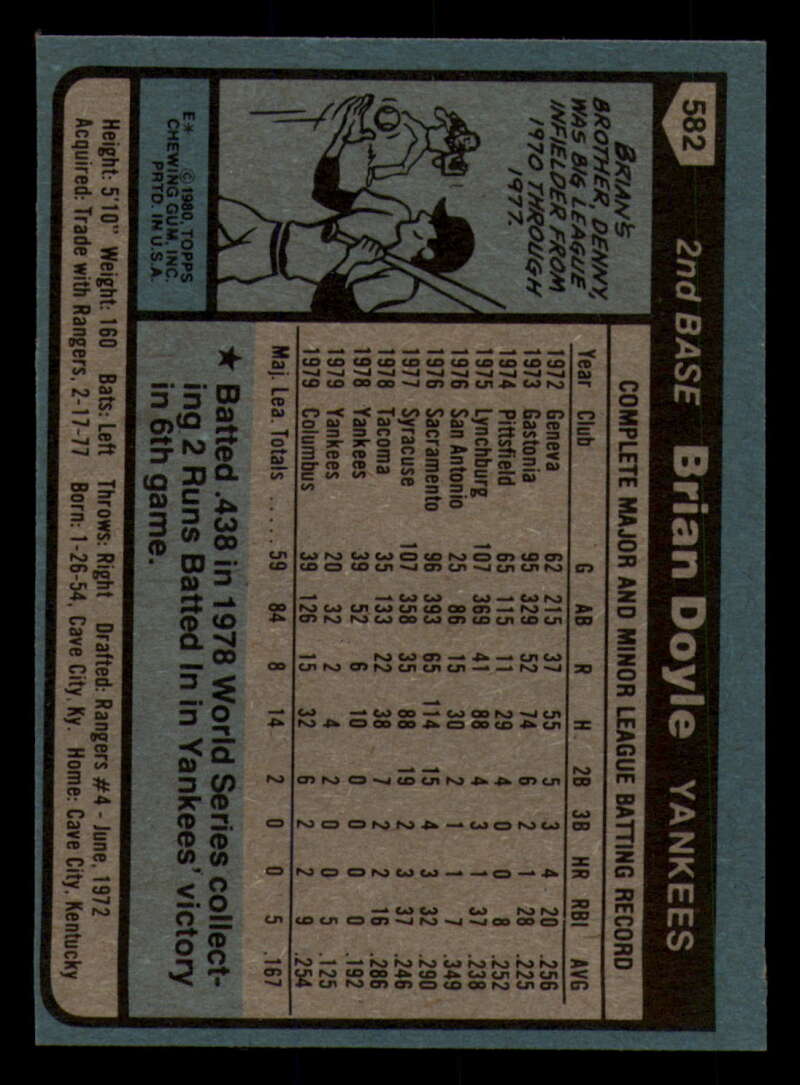 582 2nd BASE Brian Doyle YANKEES
BRIAN'S
BROTHER, DENNY,
WAS BIG LEAGUE
INFIELDER FROM
1970 THROUGH
1977.
E* ©1980, TOPPS
CHEWING GUM, INC.
PRTD. IN U.S.A.
COMPLETE MAJOR AND MINOR LEAGUE BATTING RECORD
Year Club G AB R H 2B 3B HR RBI AVG
1972 Geneva 62 215 37 55 5 3 4 20 .256
1973 Gastonia 95 329 52 74 6 2 1 28 .225
1974 Pittsfield 65 115 11 29 4 0 0 8 .252
1975 Lynchburg 107 369 41 88 4 3 1 37 .238
1976 San Antonio 25 86 15 30 2 1 1 7 .349
1976 Sacramento 96 393 65 114 15 4 3 32 .290
1977 Syracuse 107 358 35 88 19 2 3 37 .246
1978 Tacoma 35 133 22 38 7 2 2 16 .286
1978 Yankees 39 52 6 10 0 0 0 0 .192
1979 Yankees 20 32 2 4 2 0 0 5 .125
1979 Columbus 39 126 15 32 6 2 2 9 .254
Maj. Lea. Totals ..... 59 84 8 14 2 0 0 5 .167
★ Batted .438 in 1978 World Series collect-
ing 2 Runs Batted In in Yankees' victory
in 6th game.
Height: 5'10" Weight: 160 Bats: Left Throws: Right Drafted: Rangers #4 - June, 1972
Acquired: Trade with Rangers, 2-17-77 Born: 1-26-54, Cave City, Ky. Home: Cave City, Kentucky